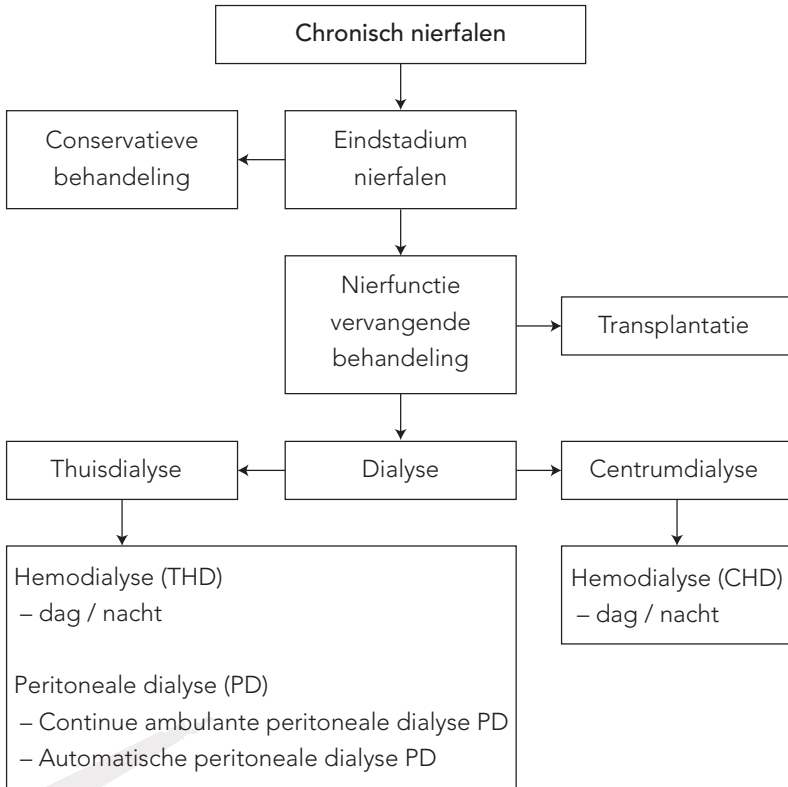 Chronisch nierfalen
Conservatieve
behandeling
Eindstadium
nierfalen
Nierfunctie
vervangende
behandeling
Transplantatie
Thuisdialyse
Dialyse
Centrumdialyse
Hemodialyse (THD)
– dag / nacht
Peritoneale dialyse (PD)
– Continue ambulante peritoneale dialyse PD
– Automatische peritoneale dialyse PD
Hemodialyse (CHD)
– dag / nacht